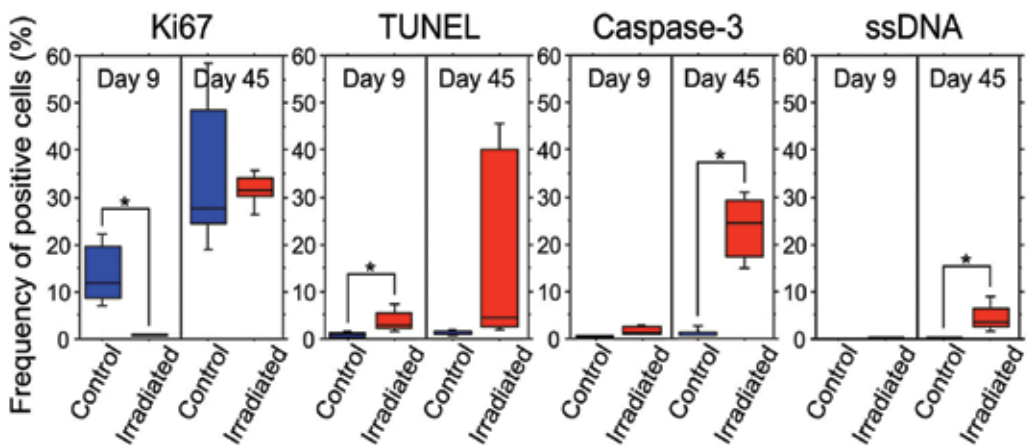 Ki67 TUNEL Caspase-3 ssDNA
Frequency of positive cells (%)
60 60 60 60
Day 9 Day 45 Day 9 Day 45 Day 9 Day 45 Day 9 Day 45
50 50 50 50
40 40 40 40
* 
30 30 30 30
*
20 20 20 20
* *
10 10 10 10
0 0 0 0
Control Irradiated Control Irradiated Control Irradiated Control Irradiated Control Irradiated Control Irradiated Control Irradiated Control Irradiated